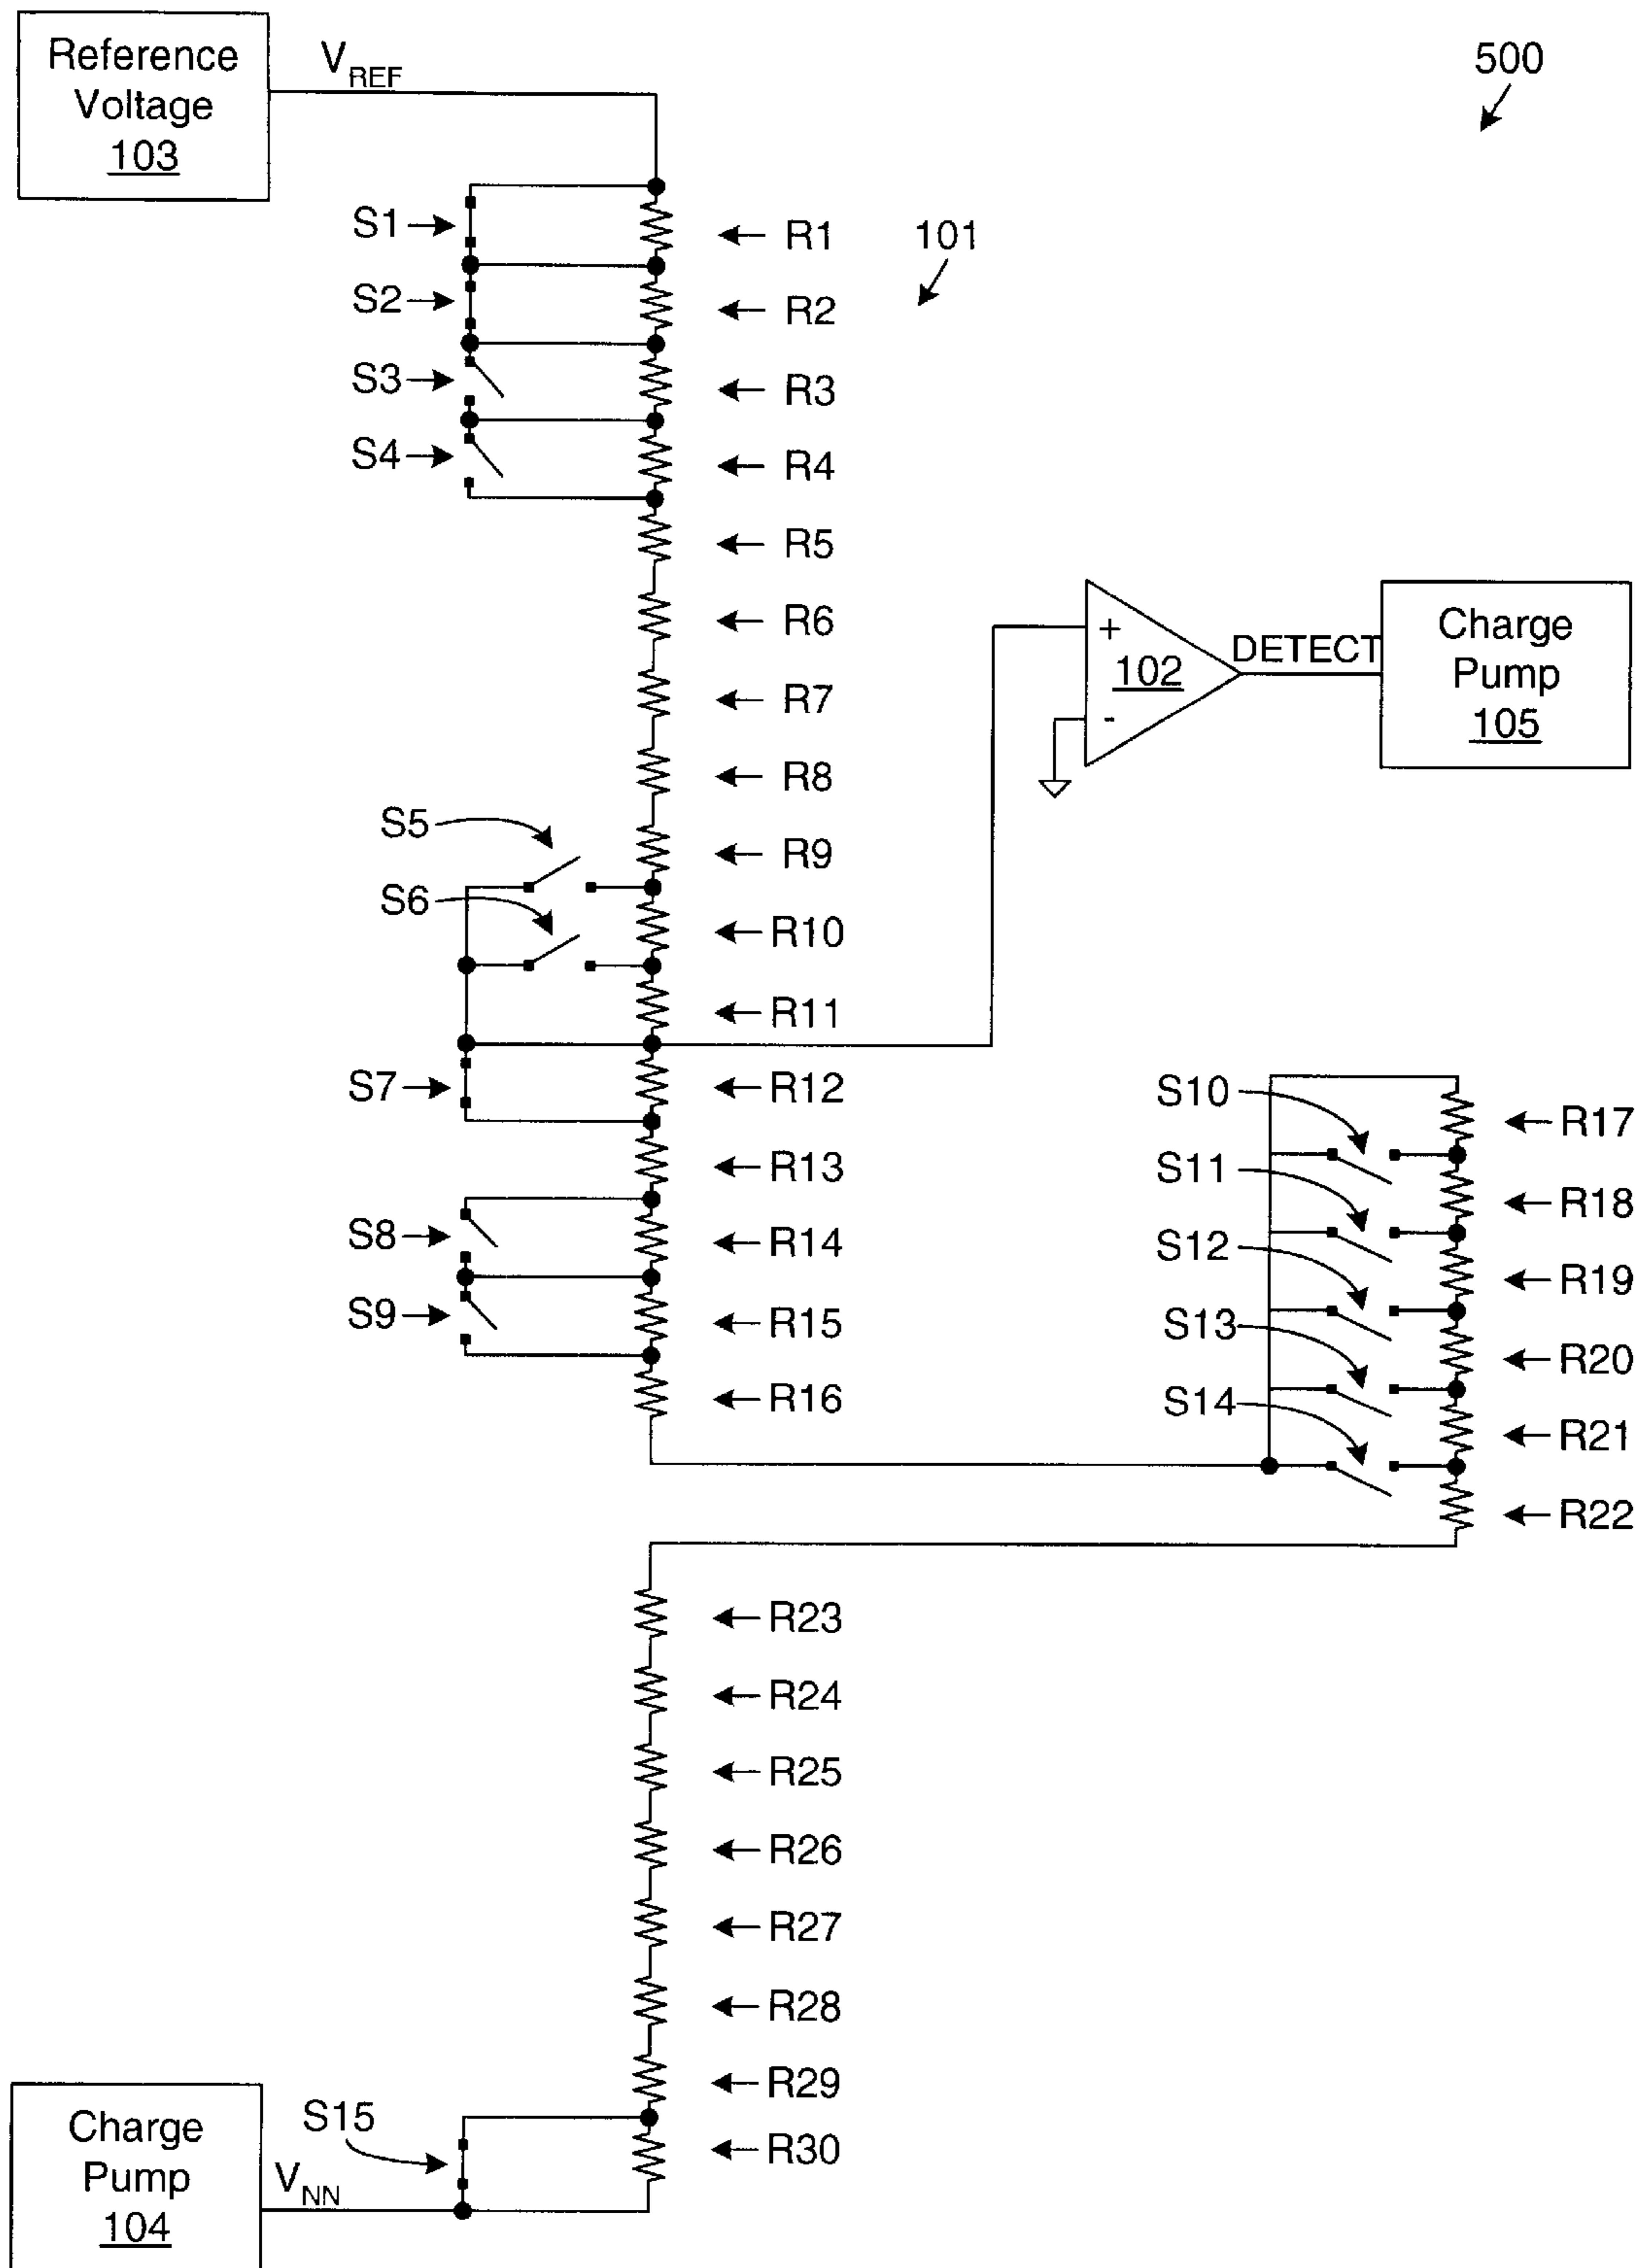 Reference
Voltage
103
VREF
500
S1
R1
101
S2
R2
S3
R3
S4
R4
R5
R6
R7
R8
+
102
-
DETECT
Charge
Pump
105
S5
R9
S6
R10
R11
S7
R12
R13
S8
R14
S9
R15
R16
S10
R17
S11
R18
S12
R19
S13
R20
S14
R21
R22
R23
R24
R25
R26
R27
R28
R29
S15
R30
Charge
Pump
104
VNN